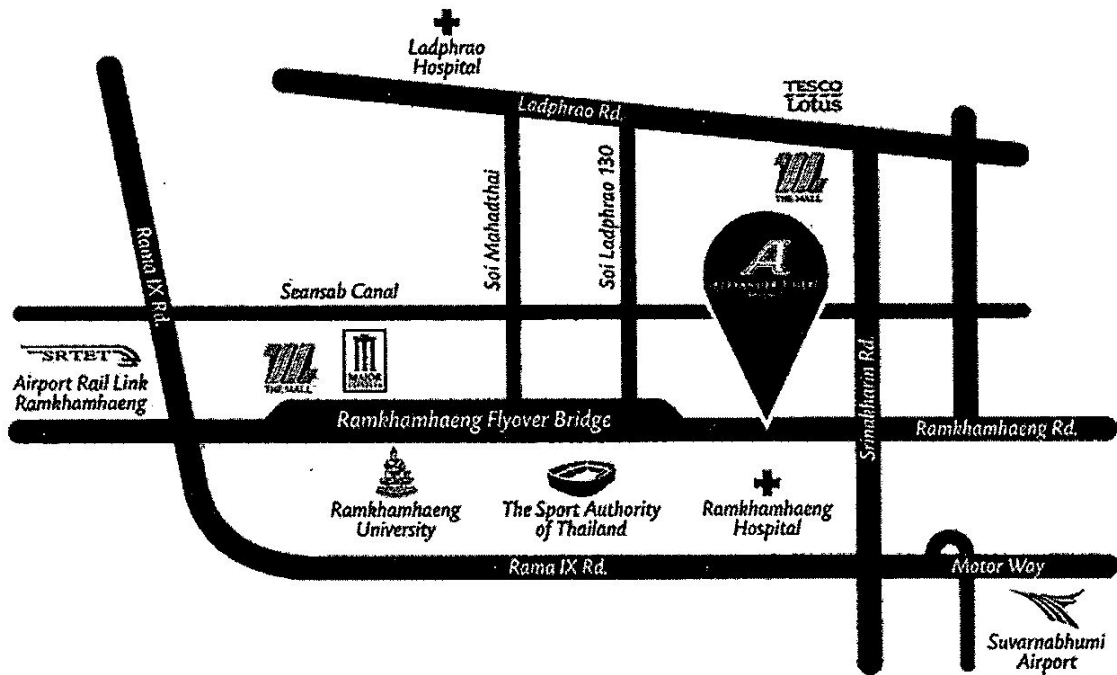 Ladphrao
Hospital
Ladphrao Rd.
TESCO
Lotus
THE MALL
Soi Mahadthai
Soi Ladphrao 130
A
Rama IX Rd.
Seansab Canal
SRTET
Airport Rail Link
Ramkhamhaeng
THE MALL
MAJOR
Ramkhamhaeng Flyover Bridge
Srinakharin Rd.
Ramkhamhaeng Rd.
Ramkhamhaeng
University
The Sport Authority
of Thailand
Ramkhamhaeng
Hospital
Rama IX Rd.
Motor Way
Suvarnabhumi
Airport